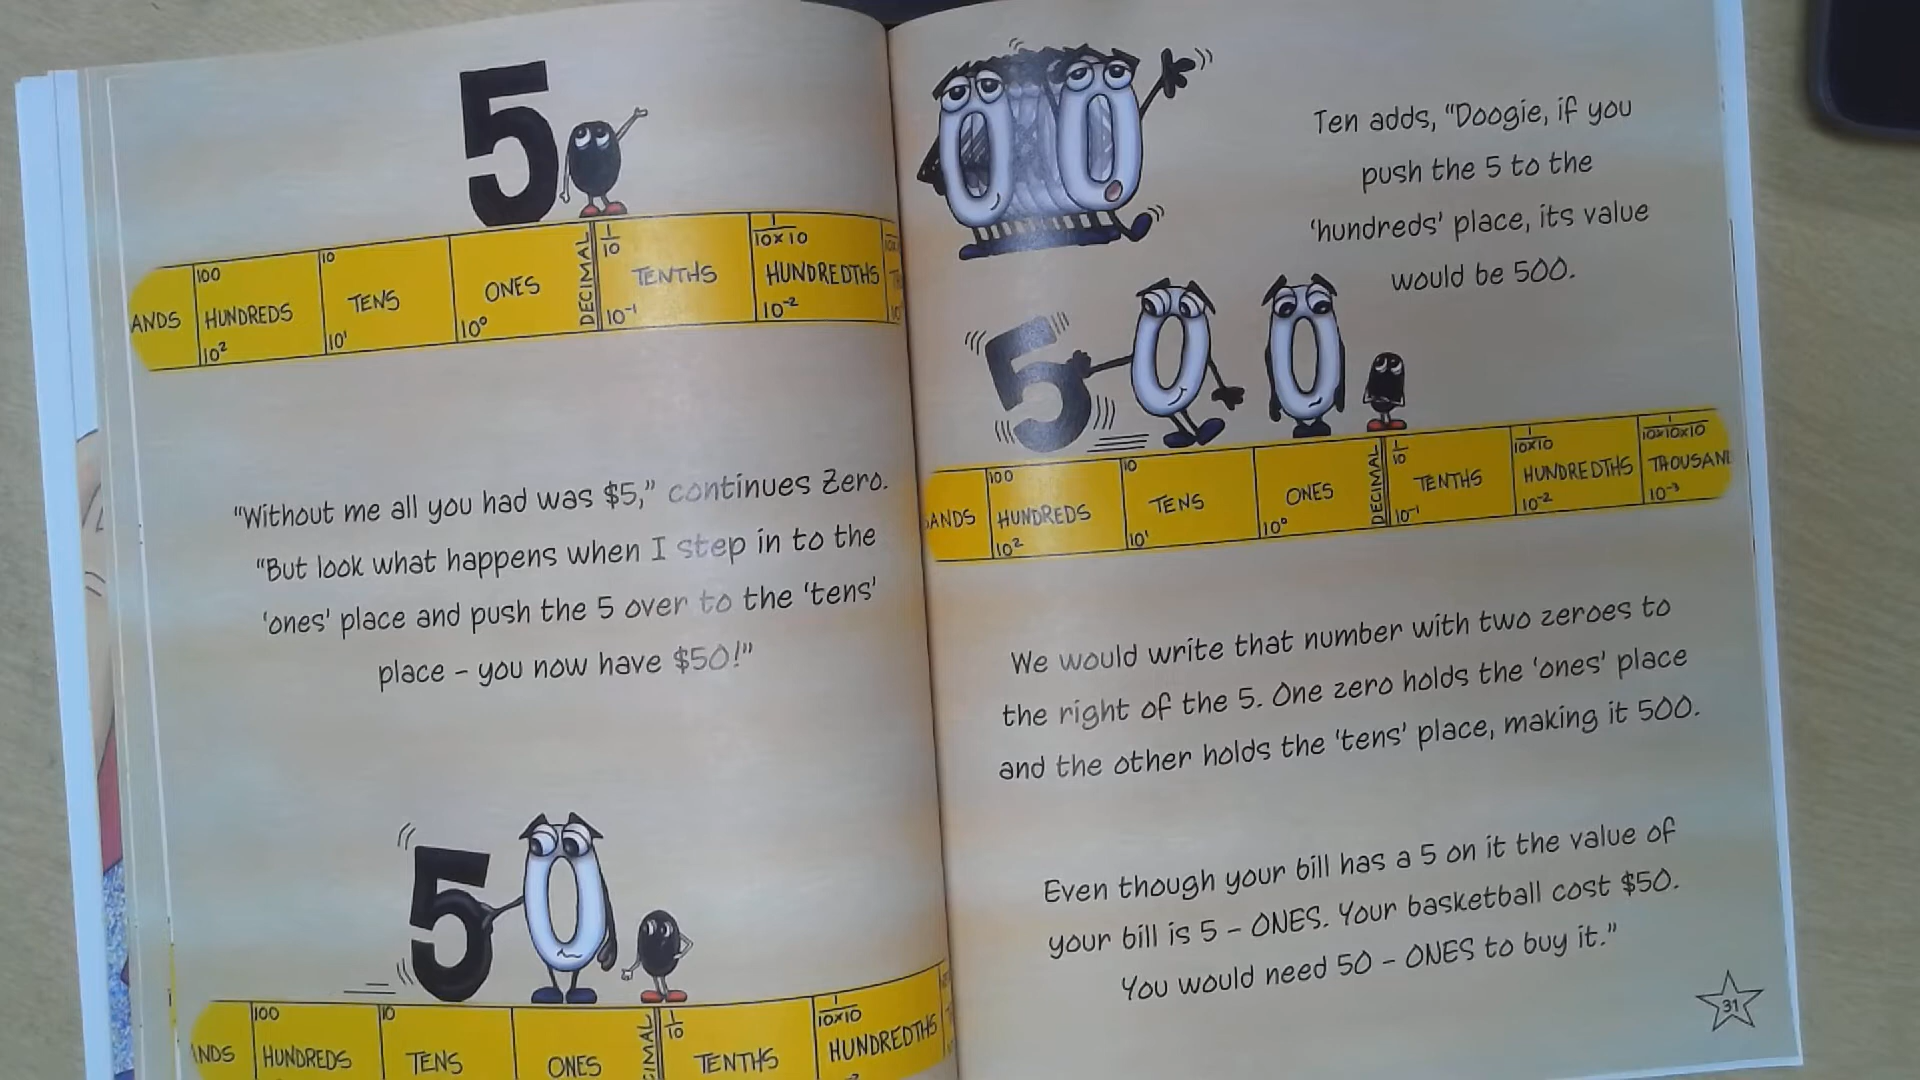 5
100
10
1
10
1
10x10
ANDS
HUNDREDS
TENS
ONES
DECIMAL
TENTHS
HUNDREDTHS
10²
10¹
10⁰
10⁻¹
10⁻²
"Without me all you had was $5," continues Zero.
"But look what happens when I step in to the
'ones' place and push the 5 over to the 'tens'
place – you now have $50!"
50
100
10
1
10
1
10x10
ANDS
HUNDREDS
TENS
ONES
CIMAL
TENTHS
HUNDREDTHS
00
Ten adds, "Doogie, if you
push the 5 to the
'hundreds' place, its value
would be 500.
500
100
10
1
10
1
10x10
1
10x10x10
SANDS
HUNDREDS
TENS
ONES
DECIMAL
TENTHS
HUNDREDTHS
THOUSAN
10²
10¹
10⁰
10⁻¹
10⁻²
10⁻³
We would write that number with two zeroes to
the right of the 5. One zero holds the 'ones' place
and the other holds the 'tens' place, making it 500.
Even though your bill has a 5 on it the value of
your bill is 5 – ONES. Your basketball cost $50.
You would need 50 – ONES to buy it."
31